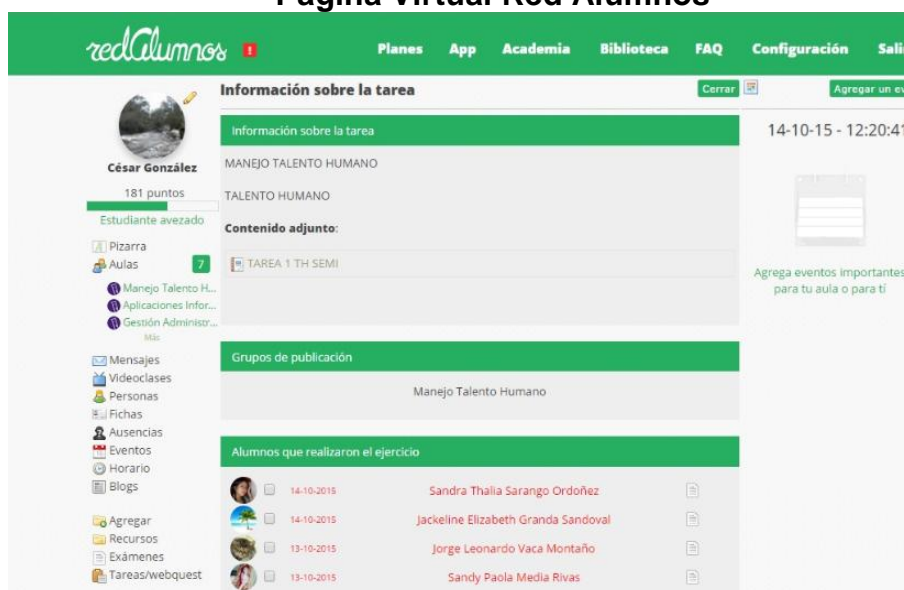 Página Virtual Red Alumnos
redAlumnos
Planes App Academia Biblioteca FAQ Configuración Salir
Información sobre la tarea
Cerrar
Agregar un ev
César González
181 puntos
Estudiante avezado
Pizarra
Aulas 7
Manejo Talento H...
Aplicaciones Infor...
Gestión Administr...
Más
Mensajes
Videoclases
Personas
Fichas
Ausencias
Eventos
Horario
Blogs
Agregar
Recursos
Exámenes
Tareas/webquest
Información sobre la tarea
MANEJO TALENTO HUMANO
TALENTO HUMANO
Contenido adjunto:
TAREA 1 TH SEMI
Grupos de publicación
Manejo Talento Humano
Alumnos que realizaron el ejercicio
14-10-2015 Sandra Thalia Sarango Ordoñez
14-10-2015 Jackeline Elizabeth Granda Sandoval
13-10-2015 Jorge Leonardo Vaca Montaño
13-10-2015 Sandy Paola Media Rivas
14-10-15 - 12:20:41
Agrega eventos importantes
para tu aula o para tí